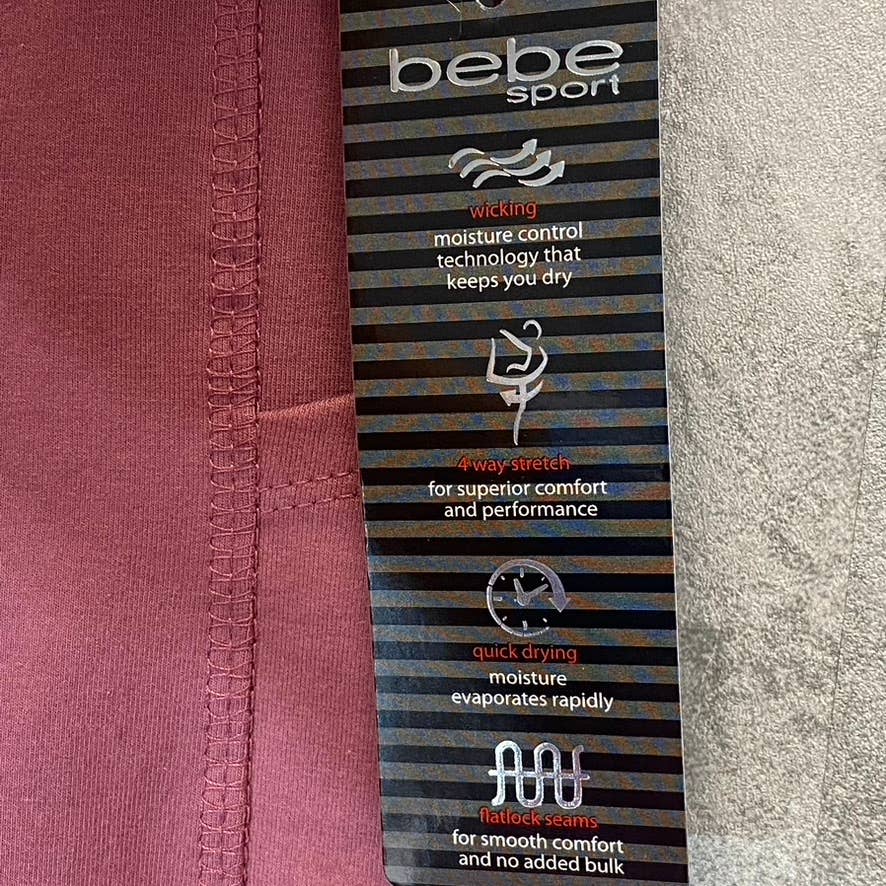 bebe
sport
wicking
moisture control
technology that
keeps you dry
4 way stretch
for superior comfort
and performance
quick drying
moisture
evaporates rapidly
flatlock seams
for smooth comfort
and no added bulk